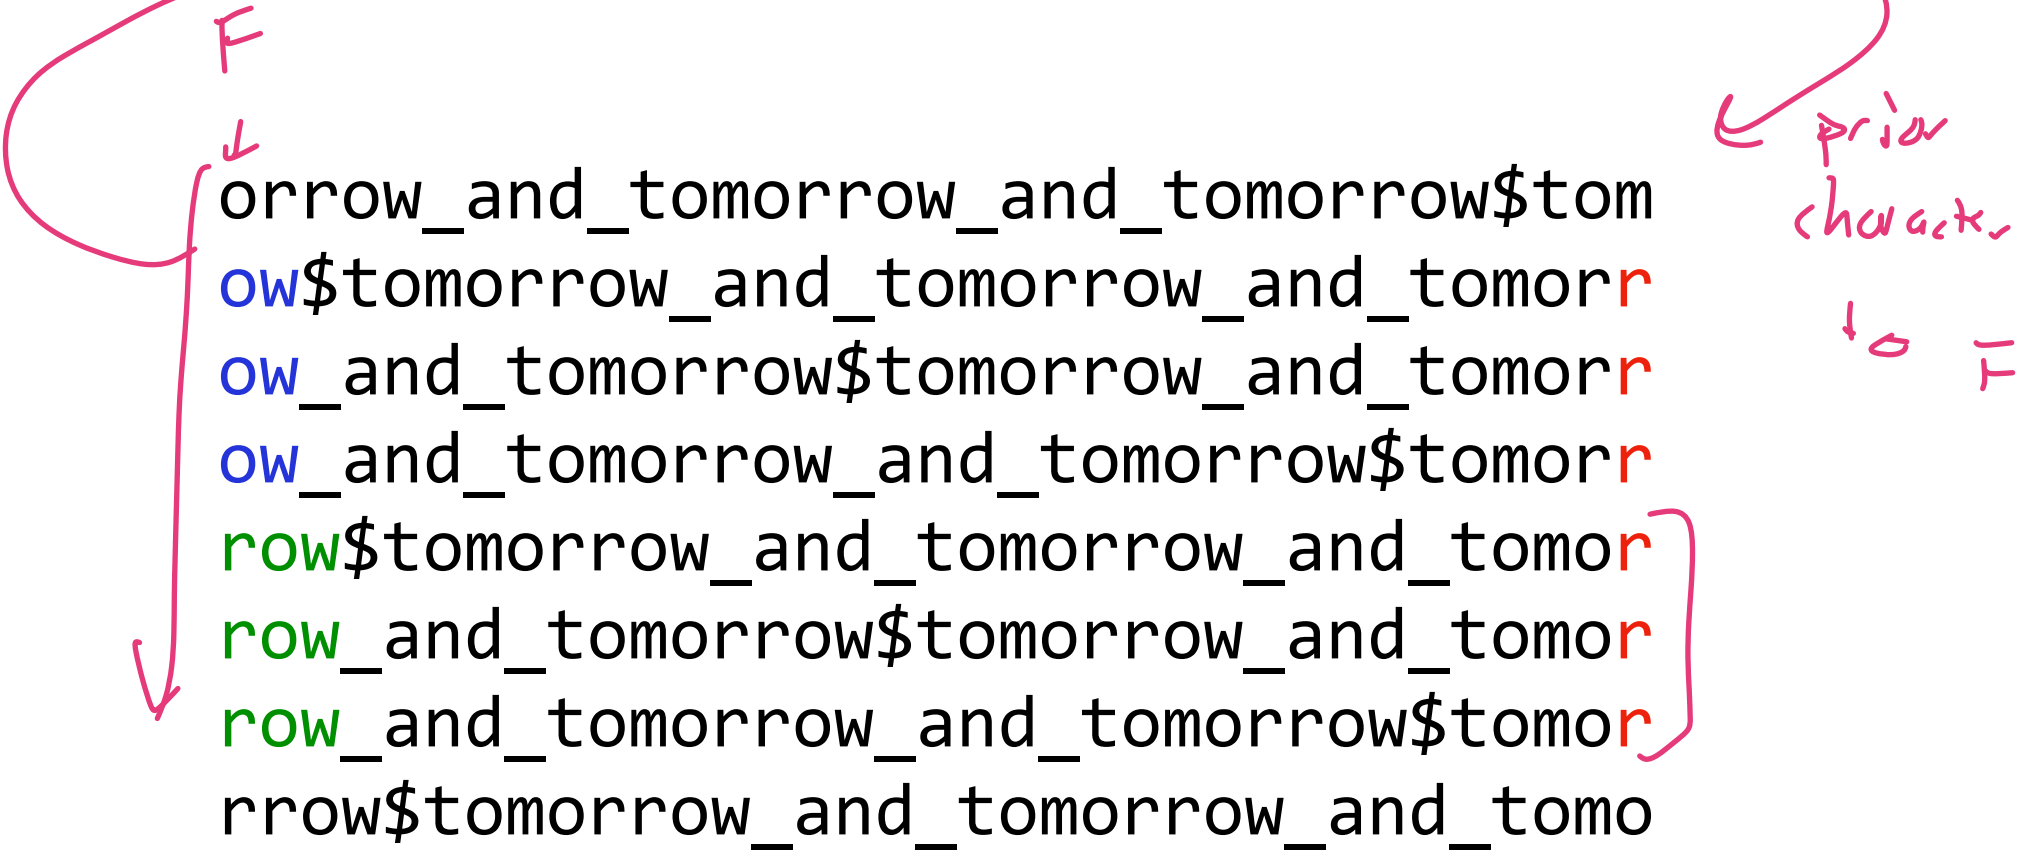 F
orrow_and_tomorrow_and_tomorrow$tom
ow$tomorrow_and_tomorrow_and_tomorr
ow_and_tomorrow$tomorrow_and_tomorr
ow_and_tomorrow_and_tomorrow$tomorr
row$tomorrow_and_tomorrow_and_tomor
row_and_tomorrow$tomorrow_and_tomor
row_and_tomorrow_and_tomorrow$tomor
rrow$tomorrow_and_tomorrow_and_tomo
prior
character
to F